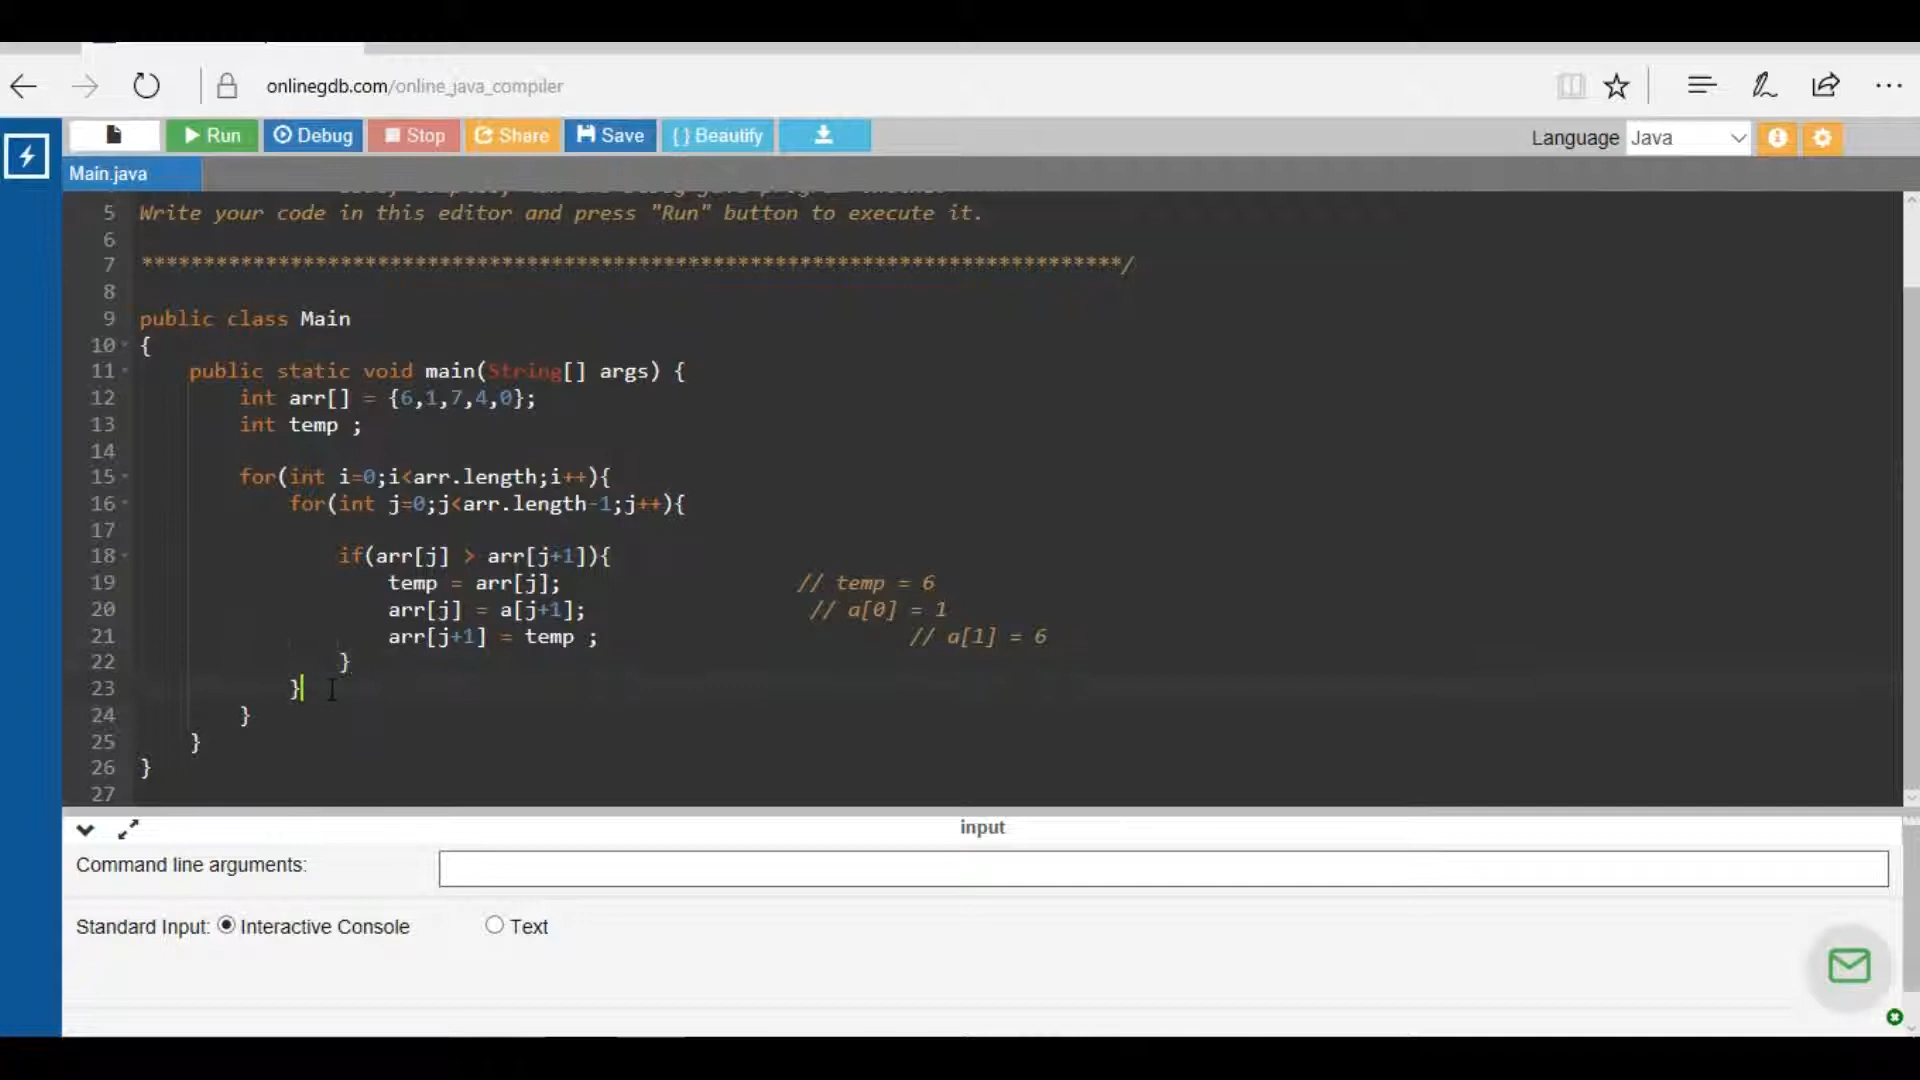 onlinegdb.com/online_java_compiler
Run Debug Stop Share Save { } Beautify
Language Java
Main.java
5 Write your code in this editor and press "Run" button to execute it.
6
7 *******************************************************************************/
8
9 public class Main
10 {
11 public static void main(String[] args) {
12 int arr[] = {6,1,7,4,0};
13 int temp ;
14
15 for(int i=0;i<arr.length;i++){
16 for(int j=0;j<arr.length-1;j++){
17
18 if(arr[j] > arr[j+1]){
19 temp = arr[j]; // temp = 6
20 arr[j] = a[j+1]; // a[0] = 1
21 arr[j+1] = temp ; // a[1] = 6
22 }
23 }
24 }
25 }
26 }
27
input
Command line arguments:
Standard Input: Interactive Console Text